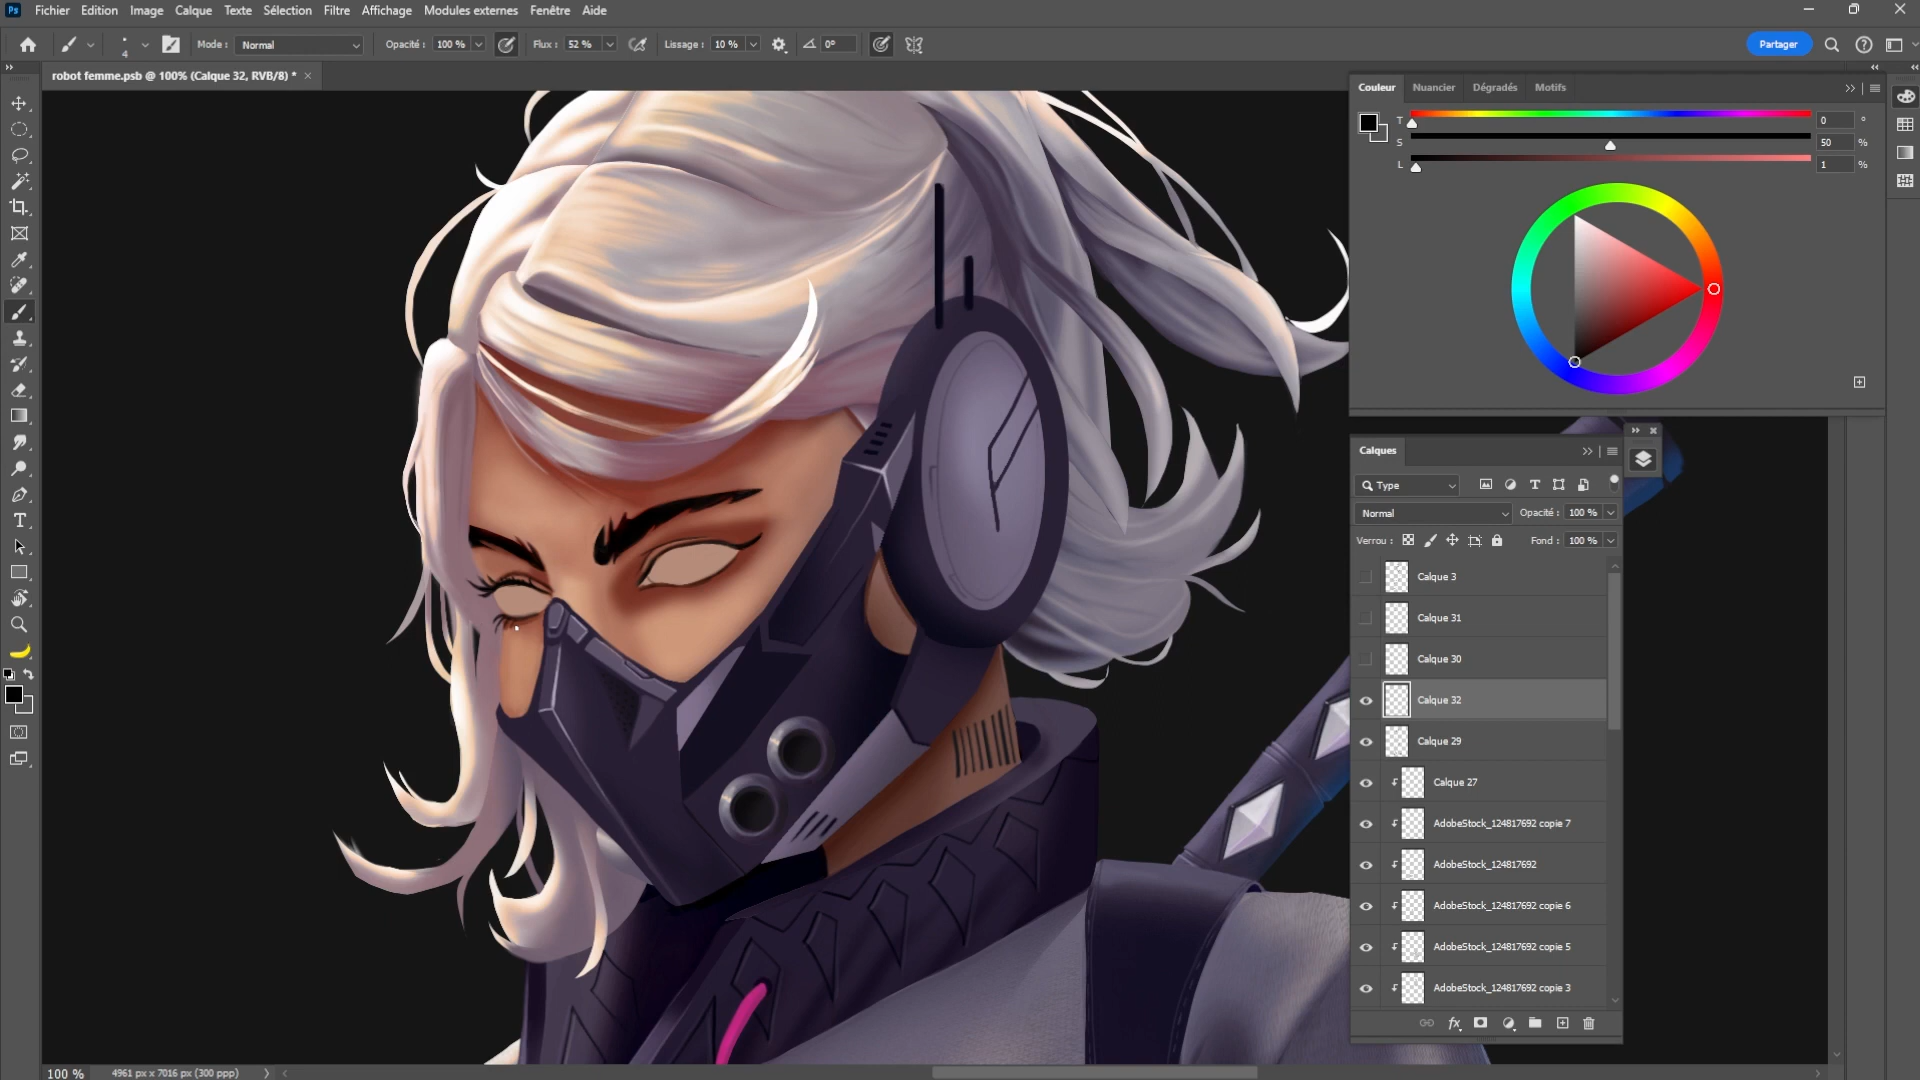 Ps Fichier Edition Image Calque Texte Sélection Filtre Affichage Modules externes Fenêtre Aide
4 Mode : Normal Opacité : 100 % Flux : 52 % Lissage : 10 % 0° Partager
robot femme.psb @ 100% (Calque 32, RVB/8) * ×
Couleur Nuancier Dégradés Motifs
T 0 °
S 50 %
L 1 %
Calques
Type
Normal Opacité : 100 %
Verrou : Fond : 100 %
Calque 3
Calque 31
Calque 30
Calque 32
Calque 29
Calque 27
AdobeStock_124817692 copie 7
AdobeStock_124817692
AdobeStock_124817692 copie 6
AdobeStock_124817692 copie 5
AdobeStock_124817692 copie 3
fx
100 % 4961 px x 7016 px (300 ppp)